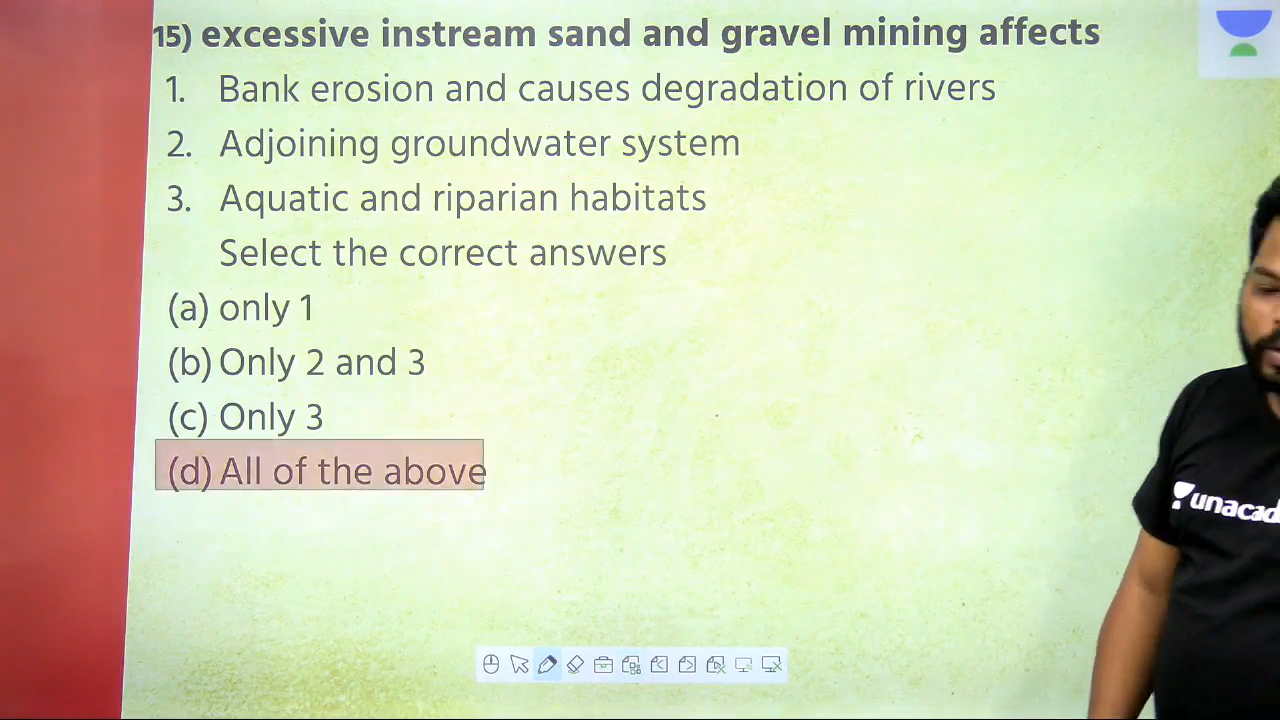 15) excessive instream sand and gravel mining affects
1. Bank erosion and causes degradation of rivers
2. Adjoining groundwater system
3. Aquatic and riparian habitats
Select the correct answers
(a) only 1
(b) Only 2 and 3
(c) Only 3
(d) All of the above